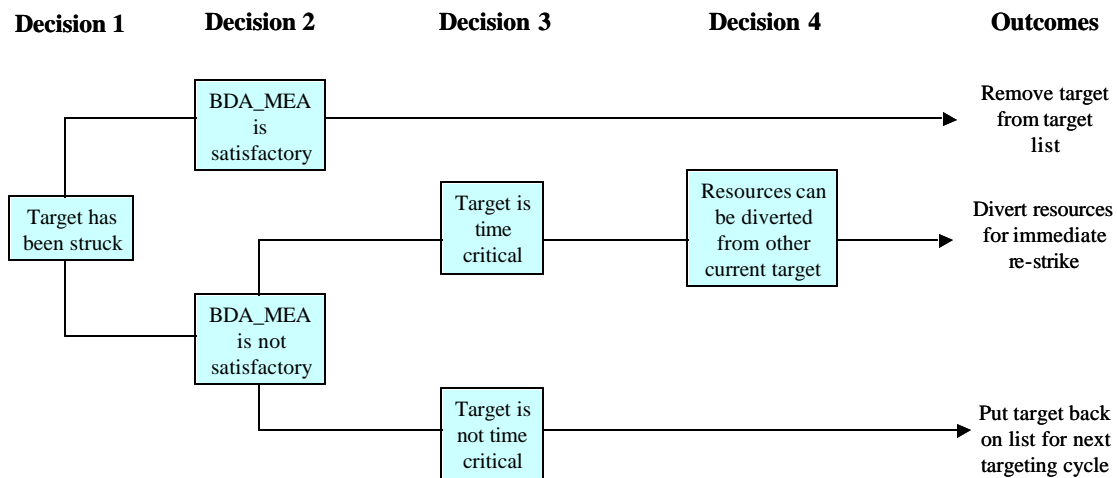 Decision 1
Decision 2
Decision 3
Decision 4
Outcomes
BDA_MEA
is
satisfactory
Remove target
from target
list
Target has
been struck
Target is
time
critical
Resources can
be diverted
from other
current target
Divert resources
for immediate
re-strike
BDA_MEA
is not
satisfactory
Target is
not time
critical
Put target back
on list for next
targeting cycle